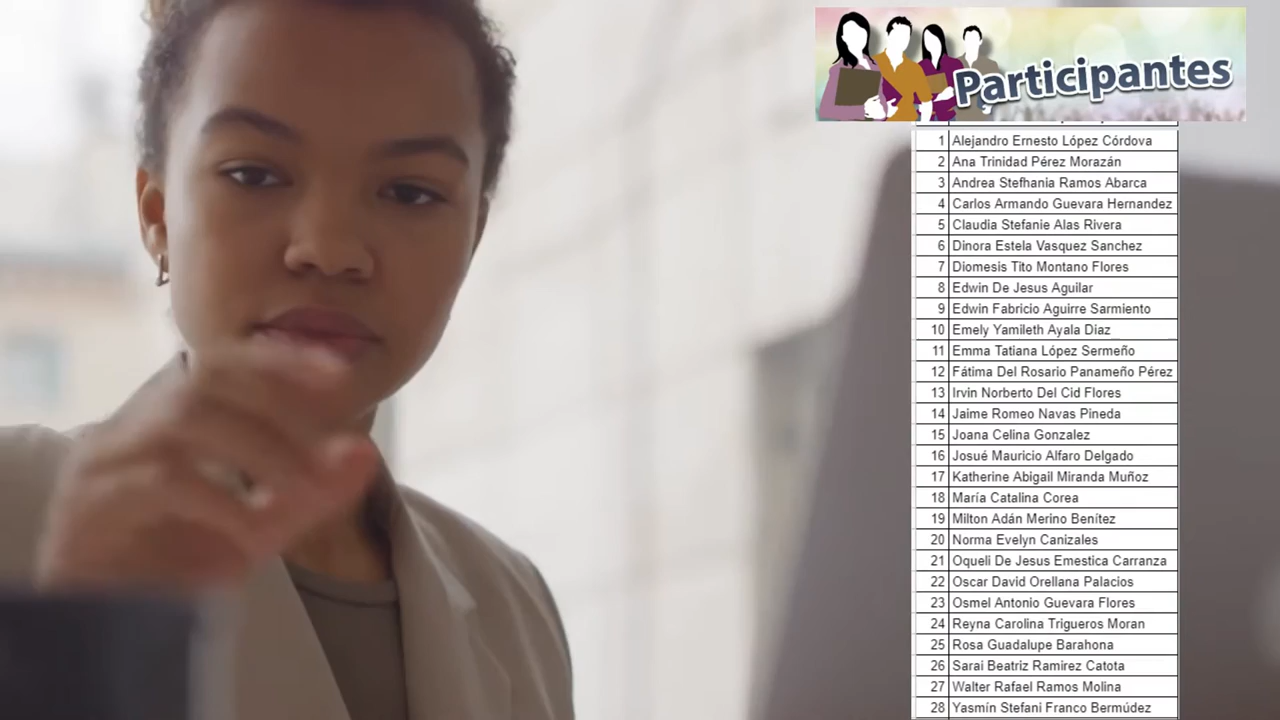 Participantes
1 Alejandro Ernesto López Córdova
2 Ana Trinidad Pérez Morazán
3 Andrea Stefhania Ramos Abarca
4 Carlos Armando Guevara Hernandez
5 Claudia Stefanie Alas Rivera
6 Dinora Estela Vasquez Sanchez
7 Diomesis Tito Montano Flores
8 Edwin De Jesus Aguilar
9 Edwin Fabricio Aguirre Sarmiento
10 Emely Yamileth Ayala Diaz
11 Emma Tatiana López Sermeño
12 Fátima Del Rosario Panameño Pérez
13 Irvin Norberto Del Cid Flores
14 Jaime Romeo Navas Pineda
15 Joana Celina Gonzalez
16 Josué Mauricio Alfaro Delgado
17 Katherine Abigail Miranda Muñoz
18 María Catalina Corea
19 Milton Adán Merino Benítez
20 Norma Evelyn Canizales
21 Oqueli De Jesus Emestica Carranza
22 Oscar David Orellana Palacios
23 Osmel Antonio Guevara Flores
24 Reyna Carolina Trigueros Moran
25 Rosa Guadalupe Barahona
26 Sarai Beatriz Ramirez Catota
27 Walter Rafael Ramos Molina
28 Yasmín Stefani Franco Bermúdez